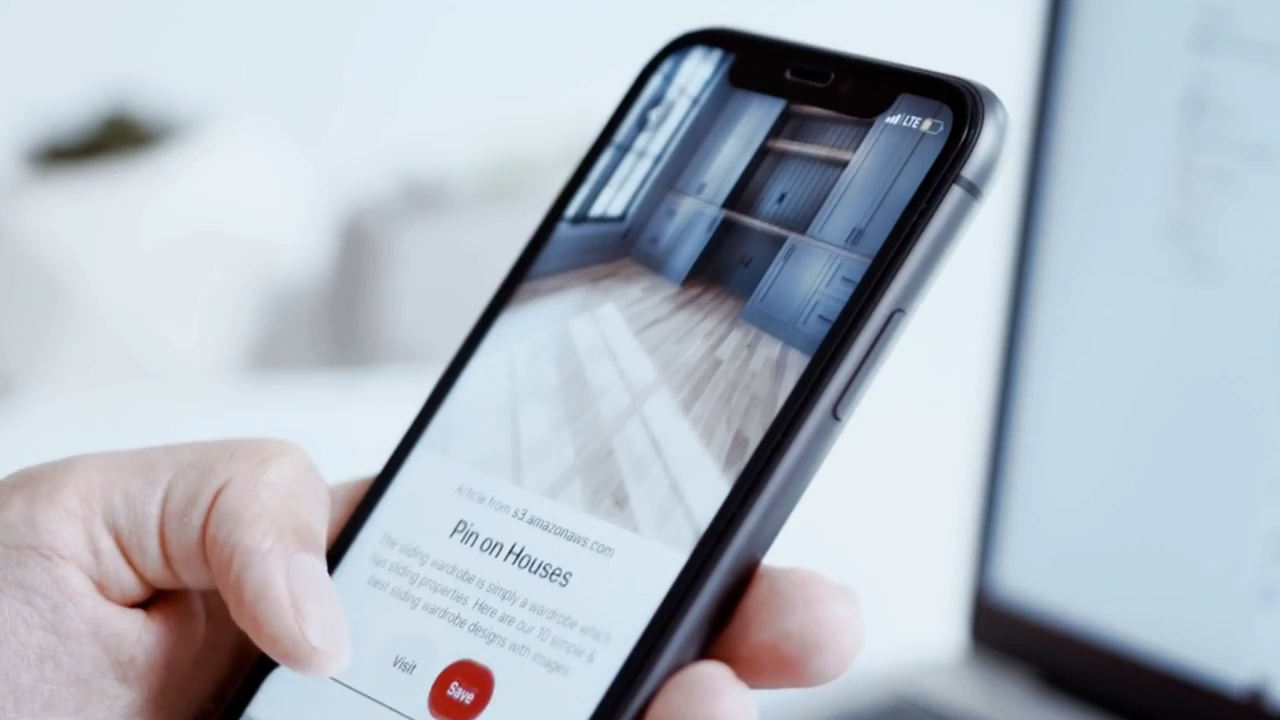 LTE
Article from s3.amazonaws.com
Pin on Houses
The sliding wardrobe is simply a wardrobe which
has sliding properties. Here are our 10 simple &
best sliding wardrobe designs with images.
Visit
Save